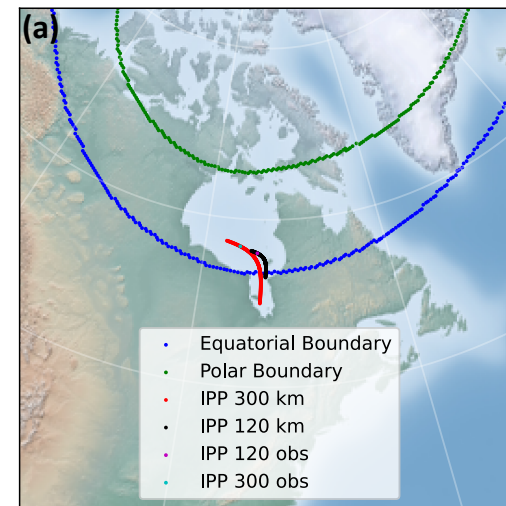 (a)
Equatorial Boundary
Polar Boundary
IPP 300 km
IPP 120 km
IPP 120 obs
IPP 300 obs